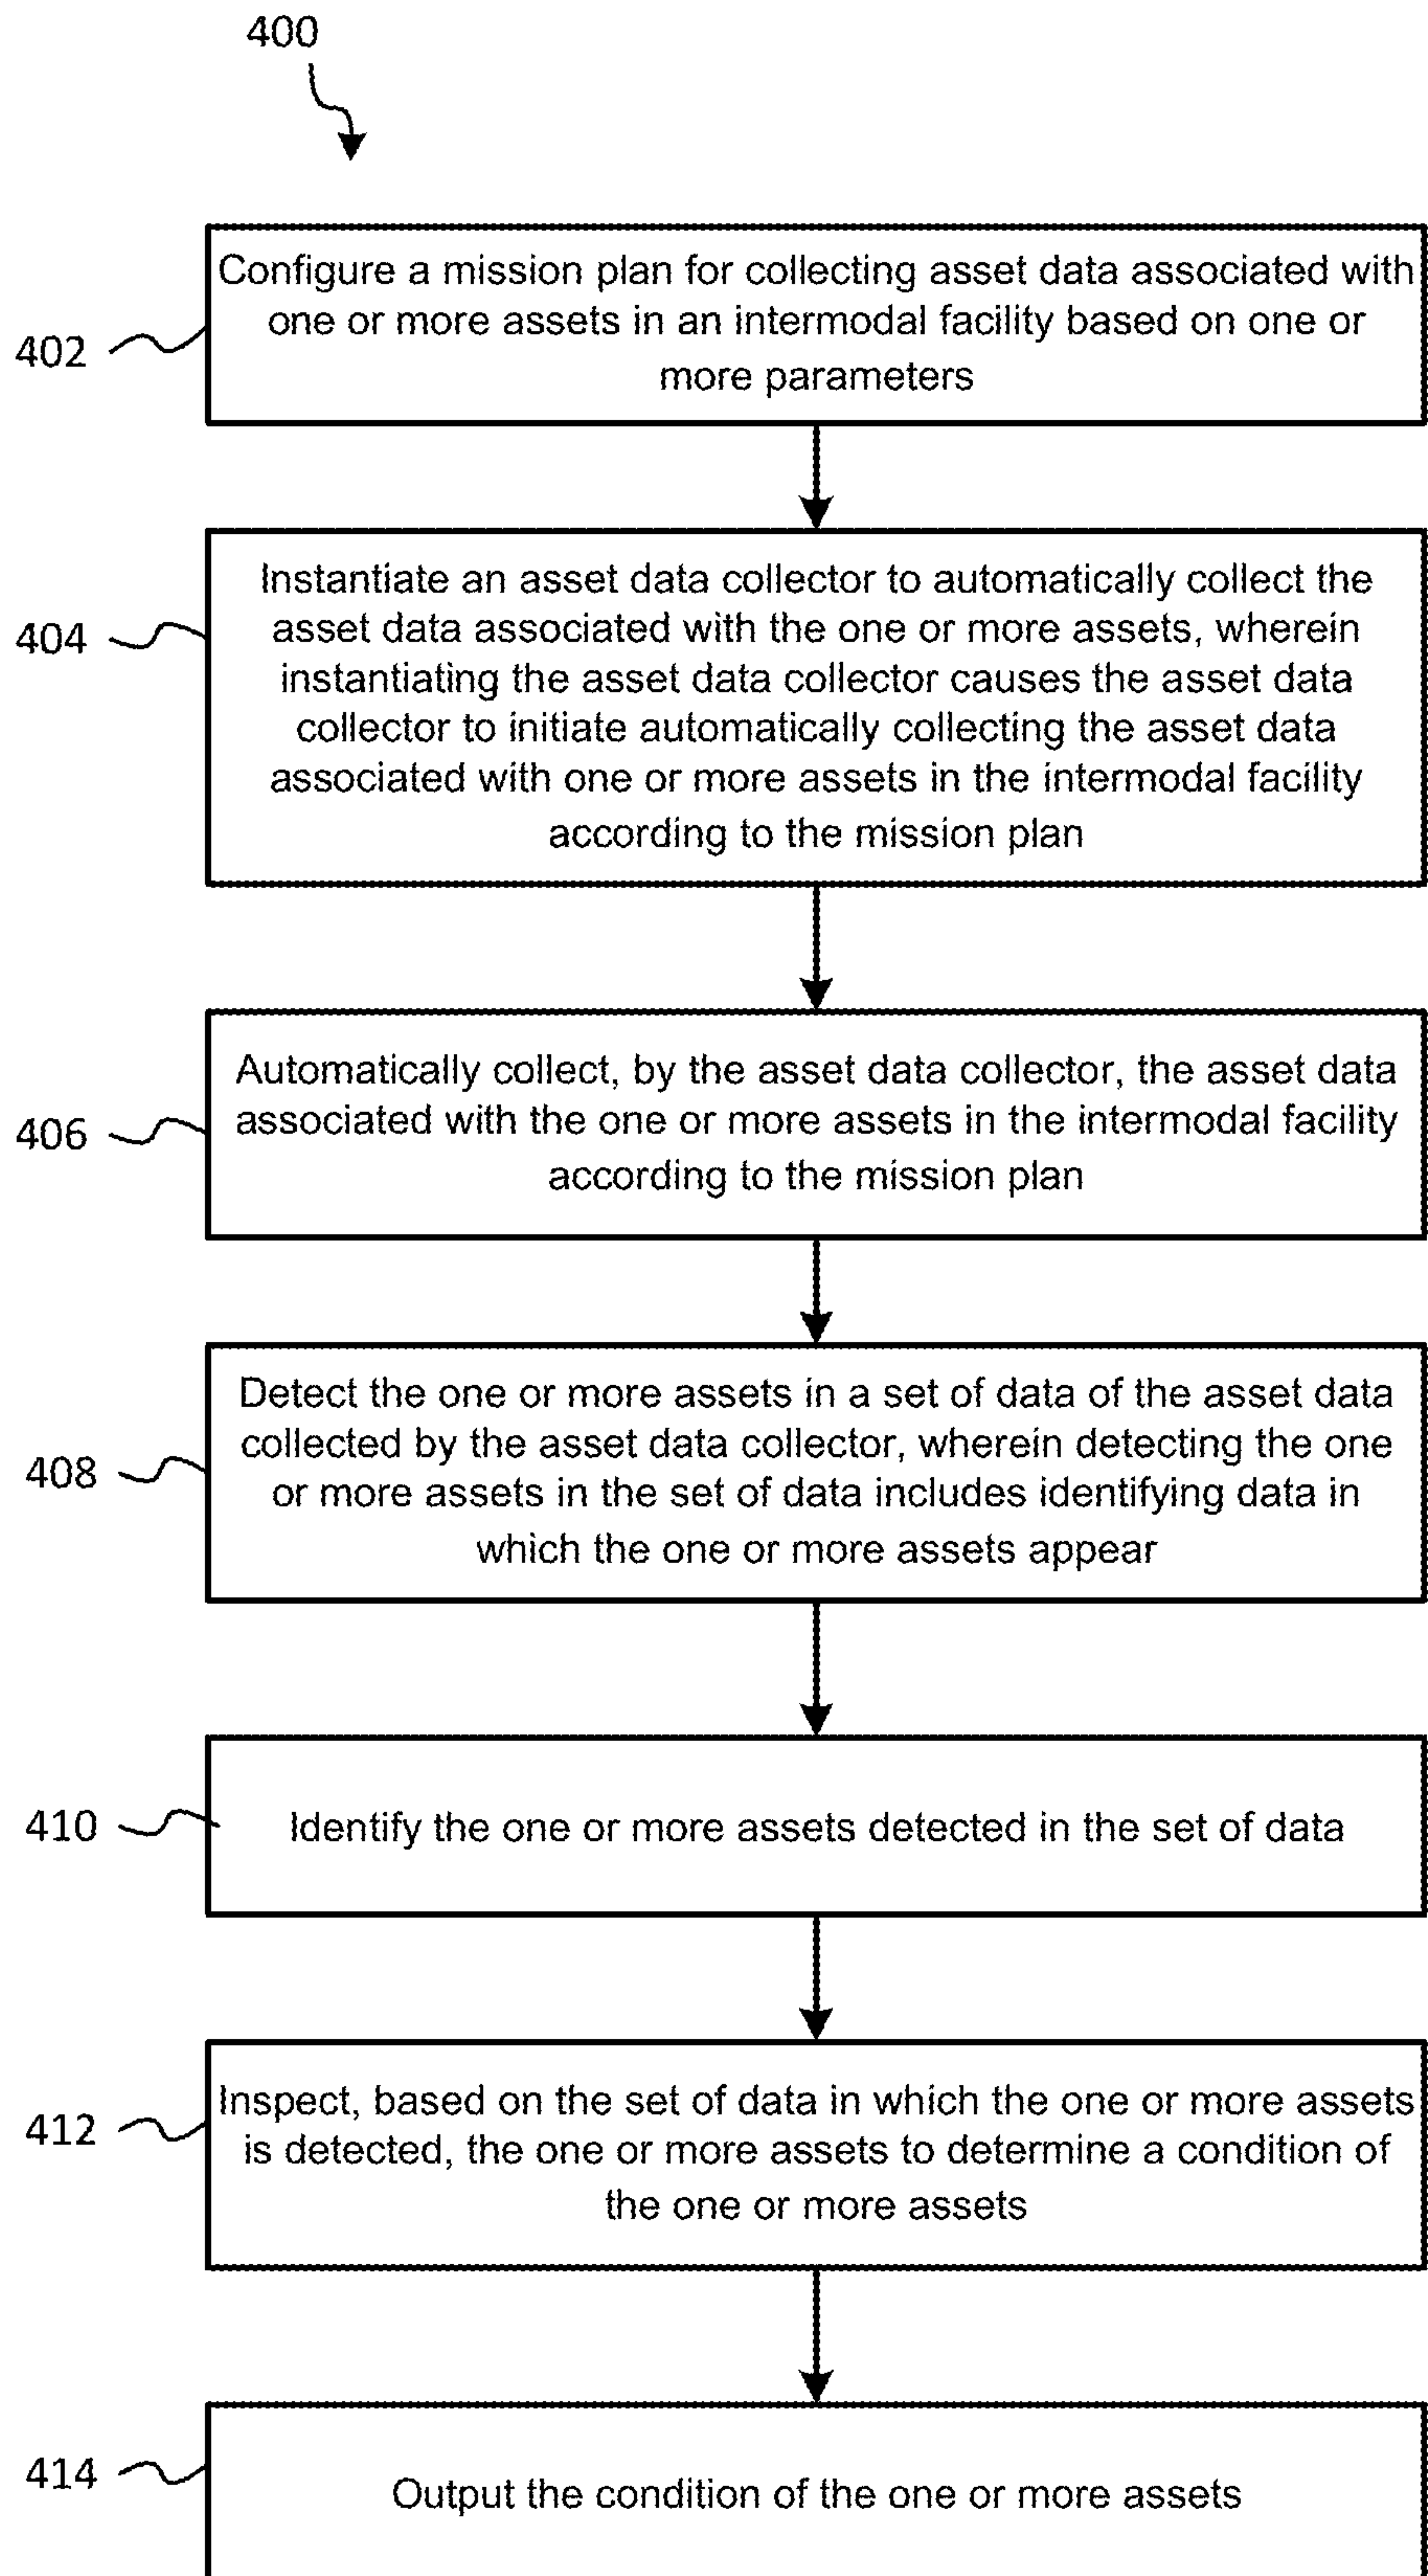 400
402
Configure a mission plan for collecting asset data associated with
one or more assets in an intermodal facility based on one or
more parameters
404
Instantiate an asset data collector to automatically collect the
asset data associated with the one or more assets, wherein
instantiating the asset data collector causes the asset data
collector to initiate automatically collecting the asset data
associated with one or more assets in the intermodal facility
according to the mission plan
406
Automatically collect, by the asset data collector, the asset data
associated with the one or more assets in the intermodal facility
according to the mission plan
408
Detect the one or more assets in a set of data of the asset data
collected by the asset data collector, wherein detecting the one
or more assets in the set of data includes identifying data in
which the one or more assets appear
410
Identify the one or more assets detected in the set of data
412
Inspect, based on the set of data in which the one or more assets
is detected, the one or more assets to determine a condition of
the one or more assets
414
Output the condition of the one or more assets